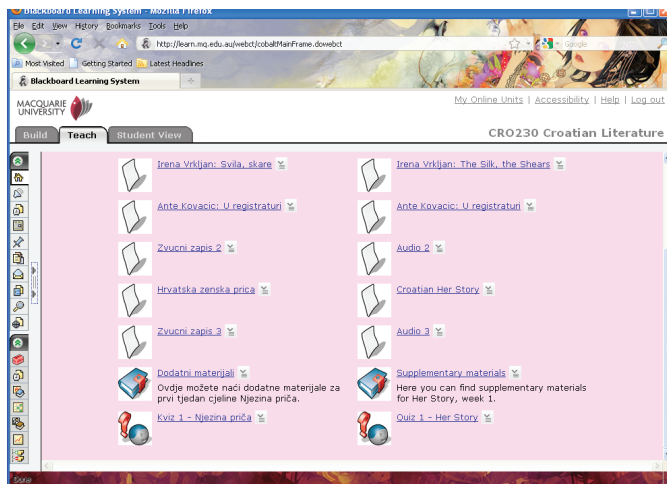 Blackboard Learning System - Mozilla Firefox
File Edit View History Bookmarks Tools Help
http://learn.mq.edu.au/webct/cobaltMainFrame.dowebct
Google
Most Visited Getting Started Latest Headlines
Blackboard Learning System
MACQUARIE
UNIVERSITY
My Online Units | Accessibility | Help | Log out
Build Teach Student View
CRO230 Croatian Literature
Irena Vrkljan: Svila, skare
Irena Vrkljan: The Silk, the Shears
Ante Kovacic: U registraturi
Ante Kovacic: U registraturi
Zvucni zapis 2
Audio 2
Hrvatska zenska prica
Croatian Her Story
Zvucni zapis 3
Audio 3
Dodatni materijali
Ovdje možete naći dodatne materijale za
prvi tjedan cjeline Njezina priča.
Supplementary materials
Here you can find supplementary materials
for Her Story, week 1.
Kviz 1 - Njezina priča
Quiz 1 - Her Story
Done